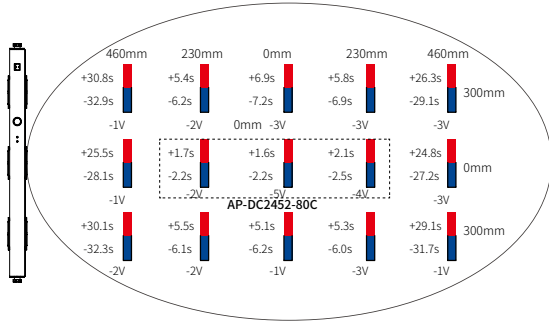 460mm 230mm 0mm 230mm 460mm
+30.8s +5.4s +6.9s +5.8s +26.3s
300mm
-32.9s -6.2s -7.2s -6.9s -29.1s
-1V -2V -3V -3V -3V
0mm
+25.5s +1.7s +1.6s +2.1s +24.8s
0mm
-28.1s -2.2s -2.2s -2.5s -27.2s
-1V -2V -5V -4V -3V
AP-DC2452-80C
+30.1s +5.5s +5.1s +5.3s +29.1s
300mm
-32.3s -6.1s -6.2s -6.0s -31.7s
-2V -2V -1V -3V -1V